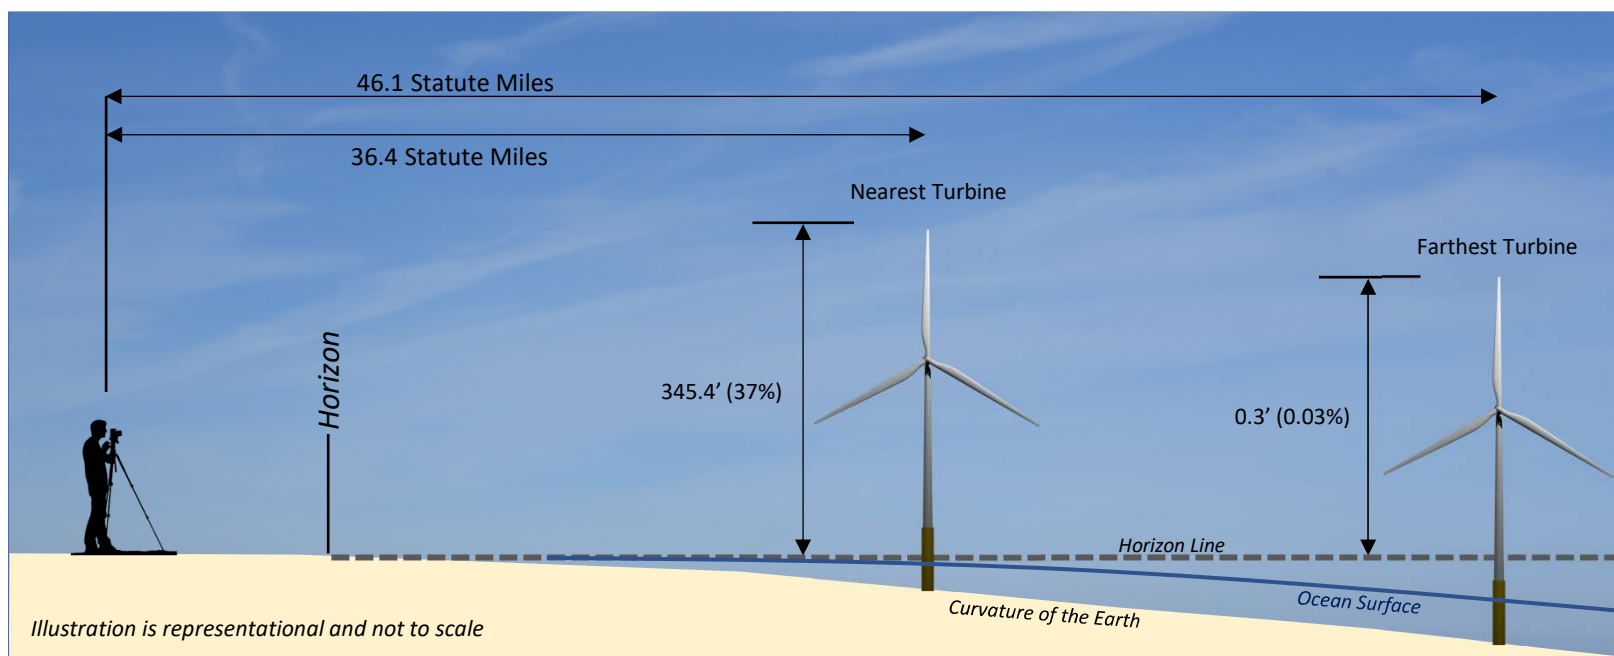 46.1 Statute Miles
36.4 Statute Miles
Nearest Turbine
Farthest Turbine
Horizon
345.4’ (37%)
0.3’ (0.03%)
Horizon Line
Ocean Surface
Curvature of the Earth
Illustration is representational and not to scale